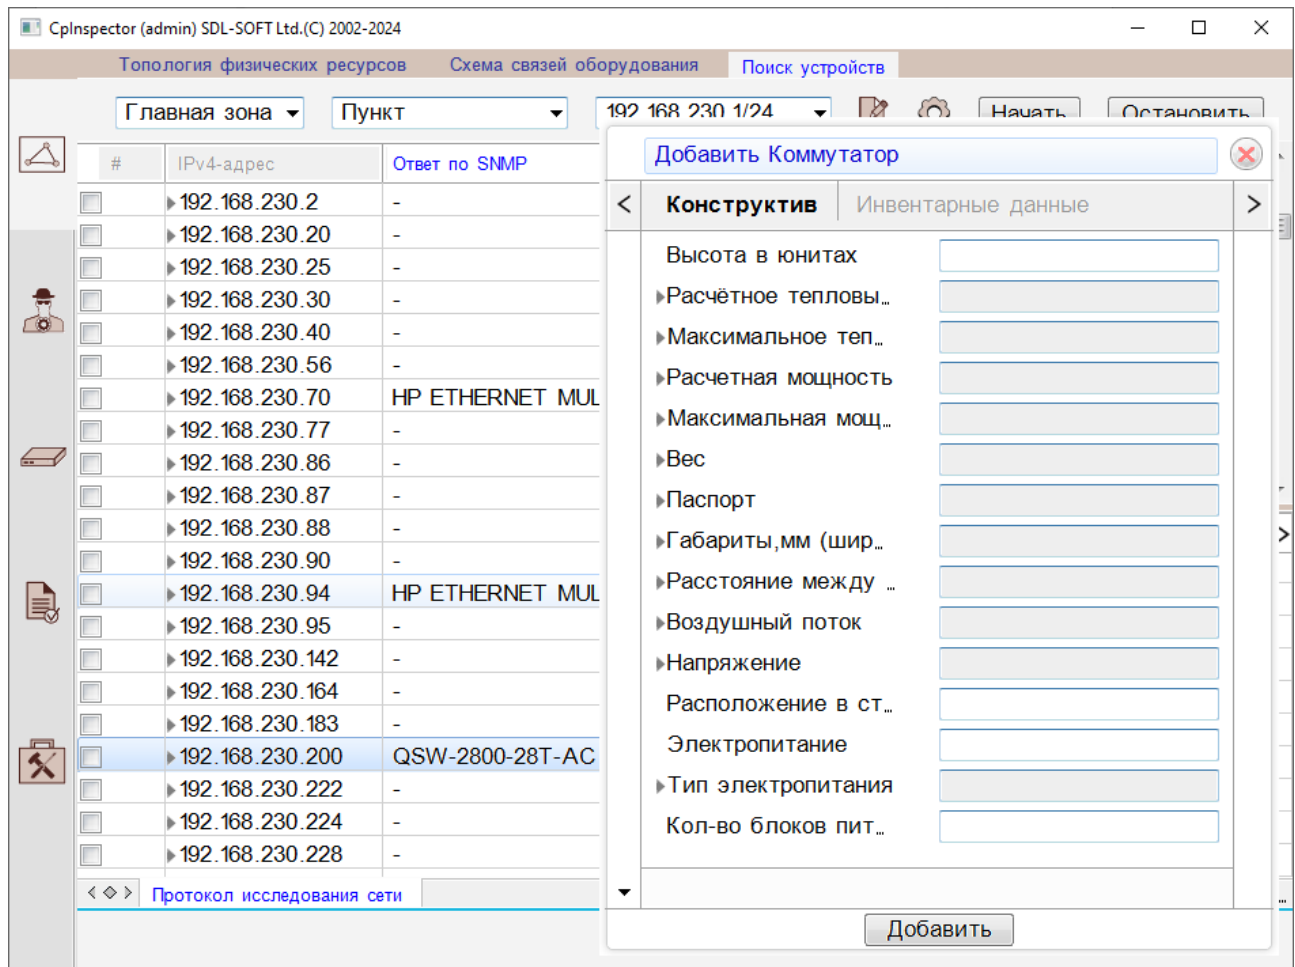 CpInspector (admin) SDL-SOFT Ltd.(C) 2002-2024
Топология физических ресурсов Схема связей оборудования Поиск устройств
Главная зона Пункт 192.168.230.1/24 Начать Остановить
# IPv4-адрес Ответ по SNMP
192.168.230.2 -
192.168.230.20 -
192.168.230.25 -
192.168.230.30 -
192.168.230.40 -
192.168.230.56 -
192.168.230.70 HP ETHERNET MUL
192.168.230.77 -
192.168.230.86 -
192.168.230.87 -
192.168.230.88 -
192.168.230.90 -
192.168.230.94 HP ETHERNET MUL
192.168.230.95 -
192.168.230.142 -
192.168.230.164 -
192.168.230.183 -
192.168.230.200 QSW-2800-28T-AC
192.168.230.222 -
192.168.230.224 -
192.168.230.228 -
Протокол исследования сети
Добавить Коммутатор
Конструктив Инвентарные данные
Высота в юнитах
Расчётное тепловы...
Максимальное теп...
Расчетная мощность
Максимальная мощ...
Вес
Паспорт
Габариты,мм (шир...
Расстояние между ...
Воздушный поток
Напряжение
Расположение в ст...
Электропитание
Тип электропитания
Кол-во блоков пит...
Добавить